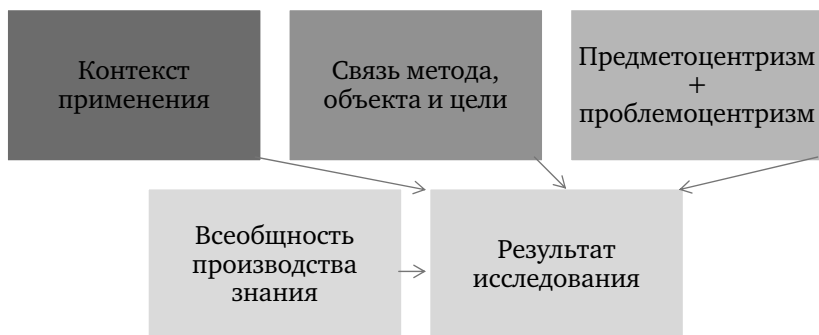 Контекст
применения
Связь метода,
объекта и цели
Предметоцентризм
+
проблемоцентризм
Всеобщность
производства
знания
Результат
исследования